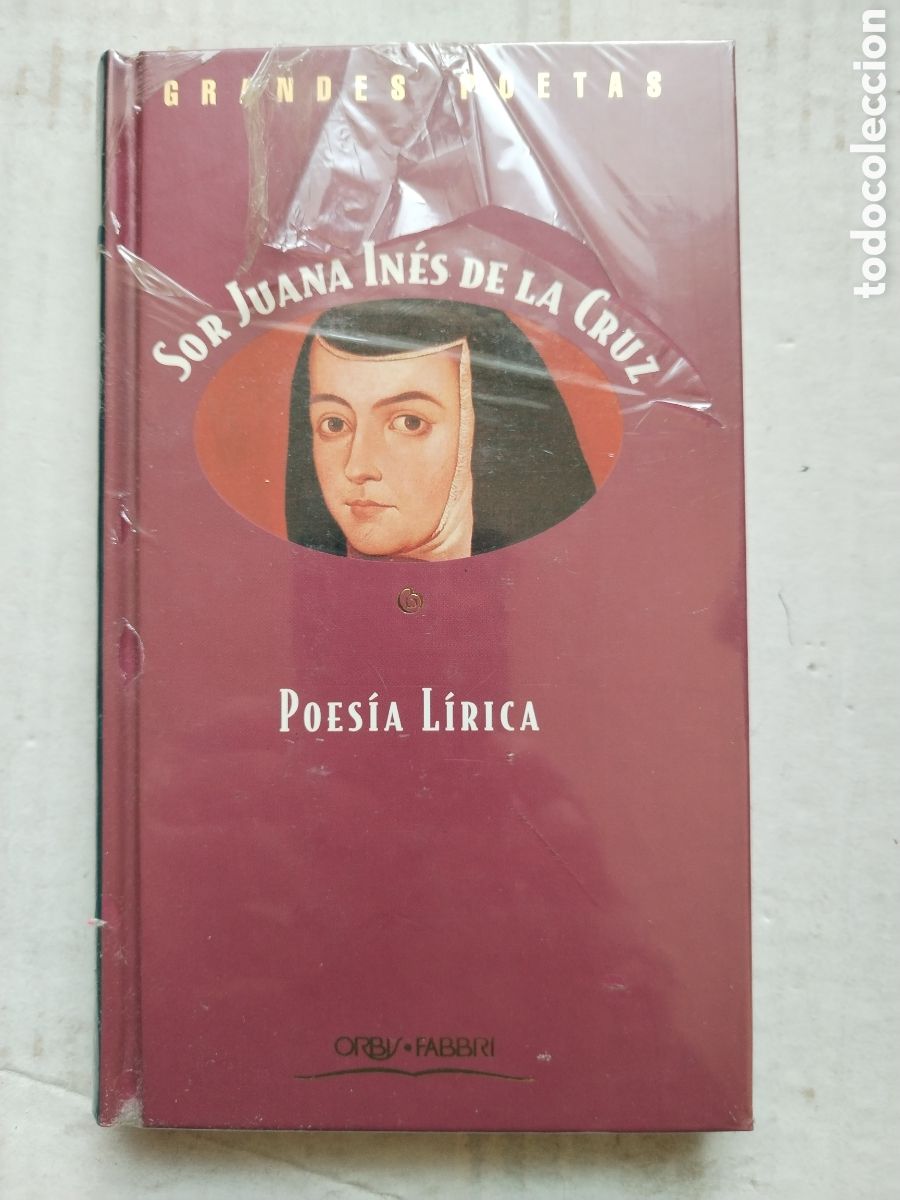 GRANDES POETAS
SOR JUANA INÉS DE LA CRUZ
POESÍA LÍRICA
ORBIS • FABBRI
todocoleccion